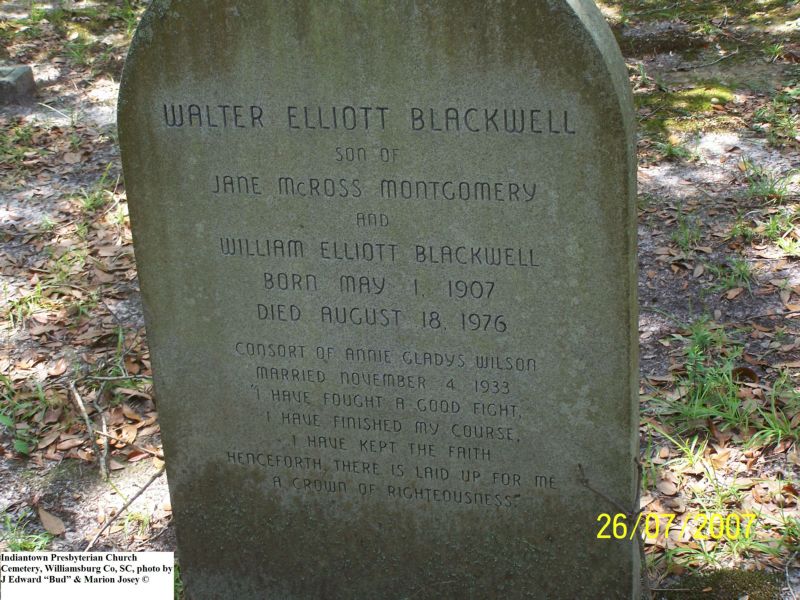 WALTER ELLIOTT BLACKWELL
SON OF
JANE McROSS MONTGOMERY
AND
WILLIAM ELLIOTT BLACKWELL
BORN MAY 1, 1907
DIED AUGUST 18, 1976
CONSORT OF ANNIE GLADYS WILSON
MARRIED NOVEMBER 4, 1933
"I HAVE FOUGHT A GOOD FIGHT,
I HAVE FINISHED MY COURSE,
I HAVE KEPT THE FAITH
HENCEFORTH, THERE IS LAID UP FOR ME
A CROWN OF RIGHTEOUSNESS."
26/07/2007
Indiantown Presbyterian Church
Cemetery, Williamsburg Co, SC, photo by
J Edward “Bud” & Marion Josey ©